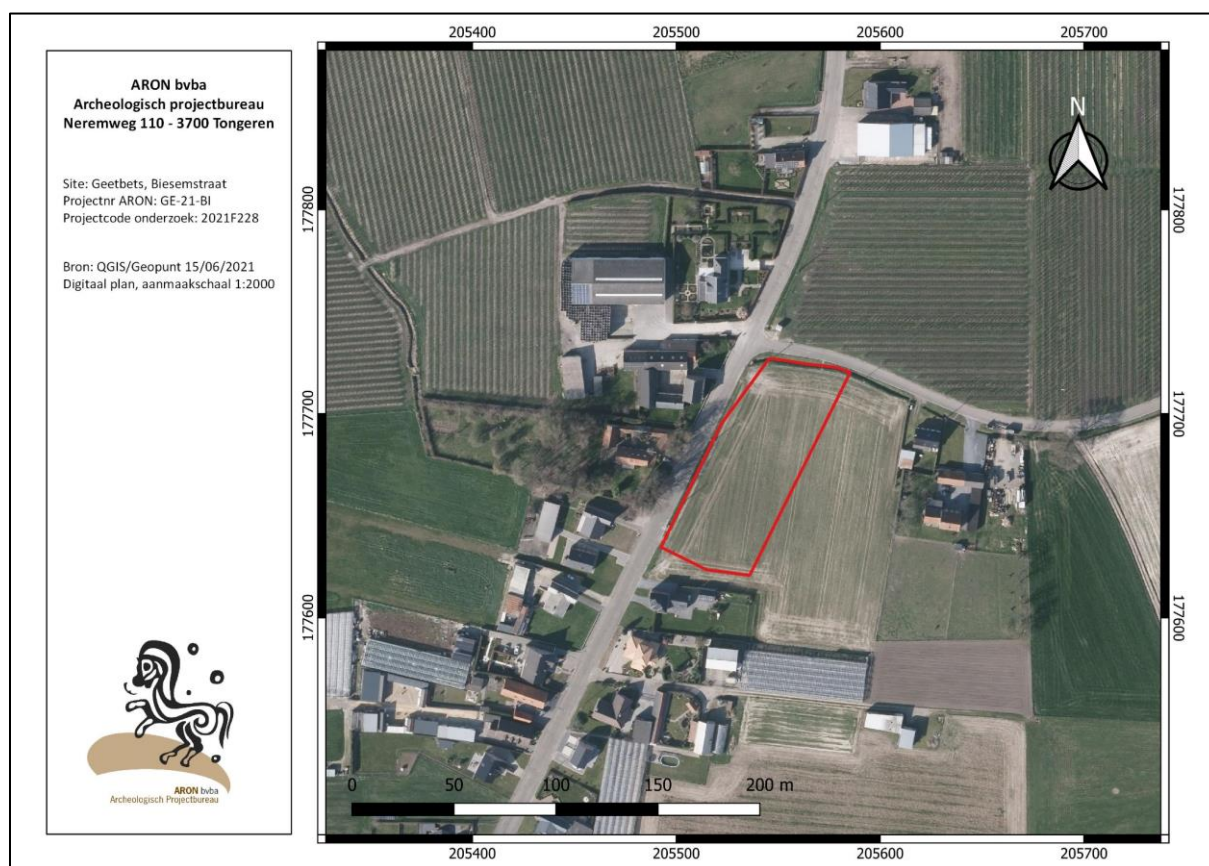 ARON bvba
Archeologisch projectbureau
Neremweg 110 - 3700 Tongeren
Site: Geetbets, Biesemstraat
Projectnr ARON: GE-21-BI
Projectcode onderzoek: 2021F228
Bron: QGIS/Geopunt 15/06/2021
Digitaal plan, aanmaakschaal 1:2000
ARON bvba
Archeologisch Projectbureau
205400 205500 205600 205700
N
177800 177800
177700 177700
177600 177600
0 50 100 150 200 m
205400 205500 205600 205700